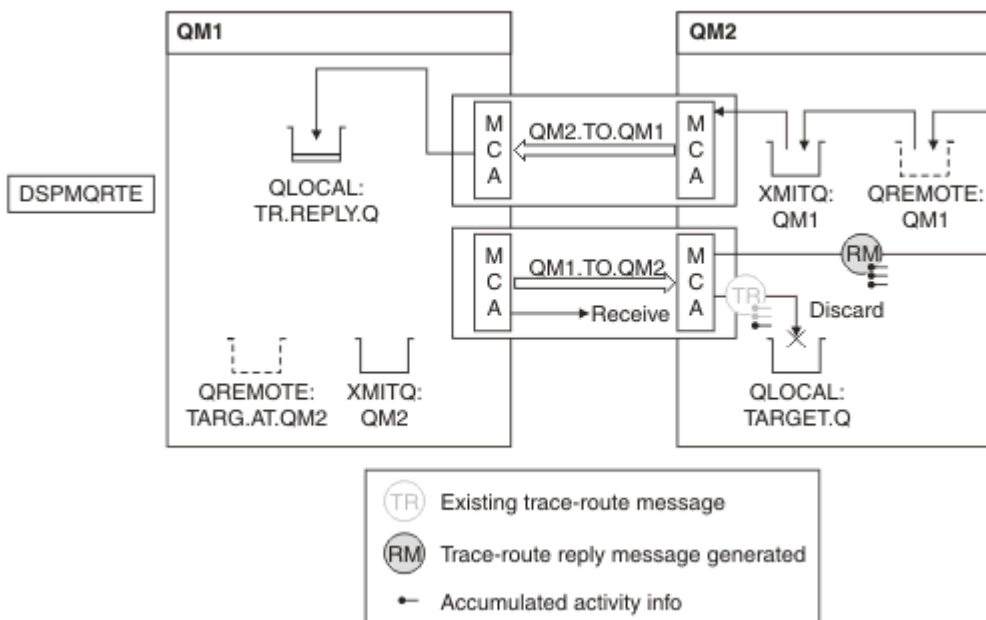 QM1
QM2
DSPMQRTE
QLOCAL:
TR.REPLY.Q
M
C
A
QM2.TO.QM1
M
C
A
XMITQ:
QM1
QREMOTE:
QM1
M
C
A
QM1.TO.QM2
Receive
M
C
A
RM
TR
Discard
QREMOTE:
TARG.AT.QM2
XMITQ:
QM2
QLOCAL:
TARGET.Q
TR Existing trace-route message
RM Trace-route reply message generated
Accumulated activity info